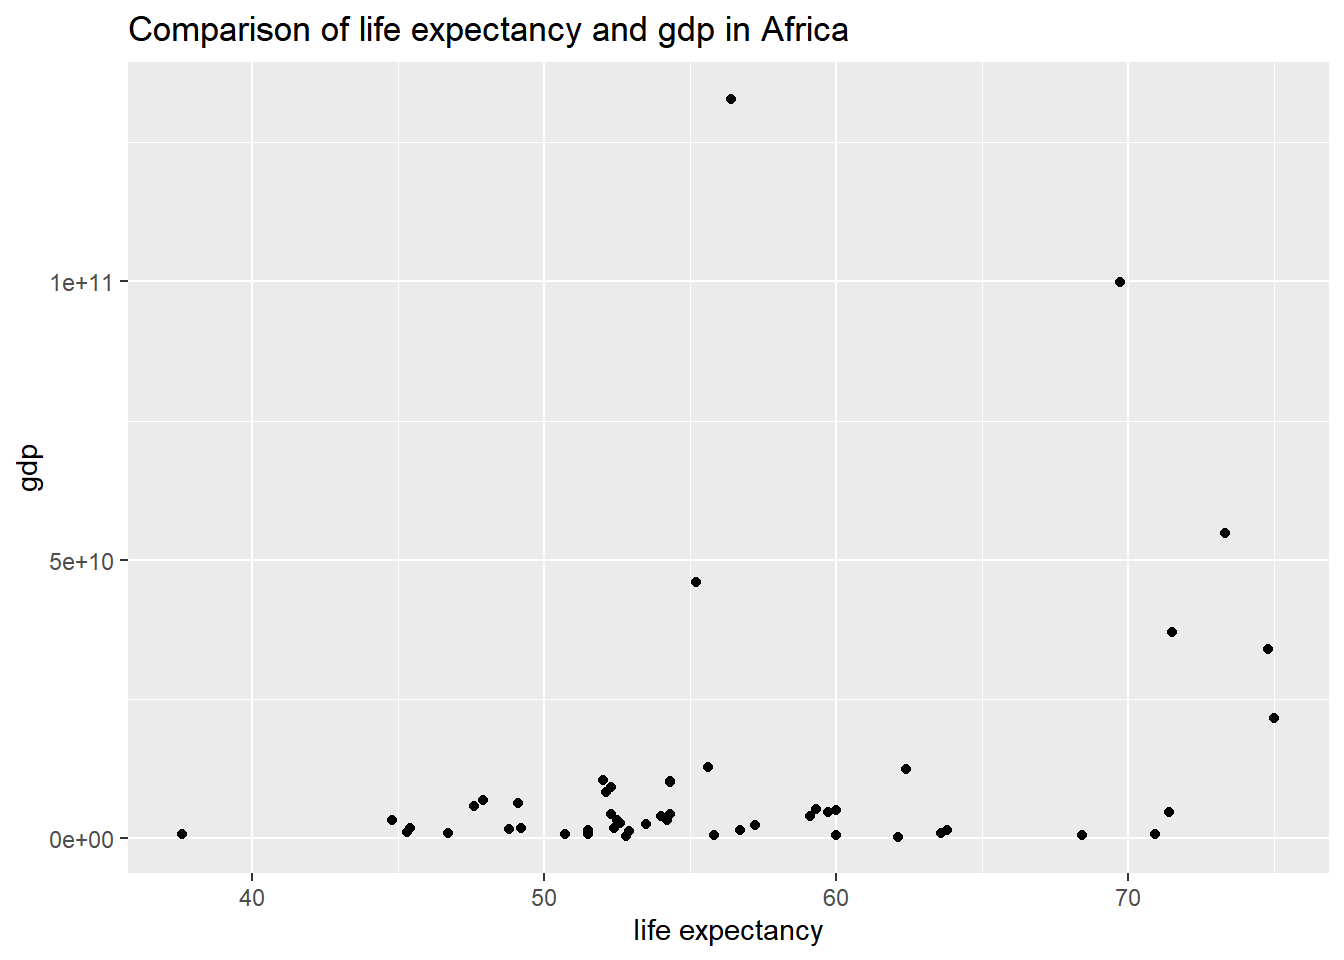 Comparison of life expectancy and gdp in Africa
1e+11
5e+10
0e+00
gdp
40 50 60 70
life expectancy